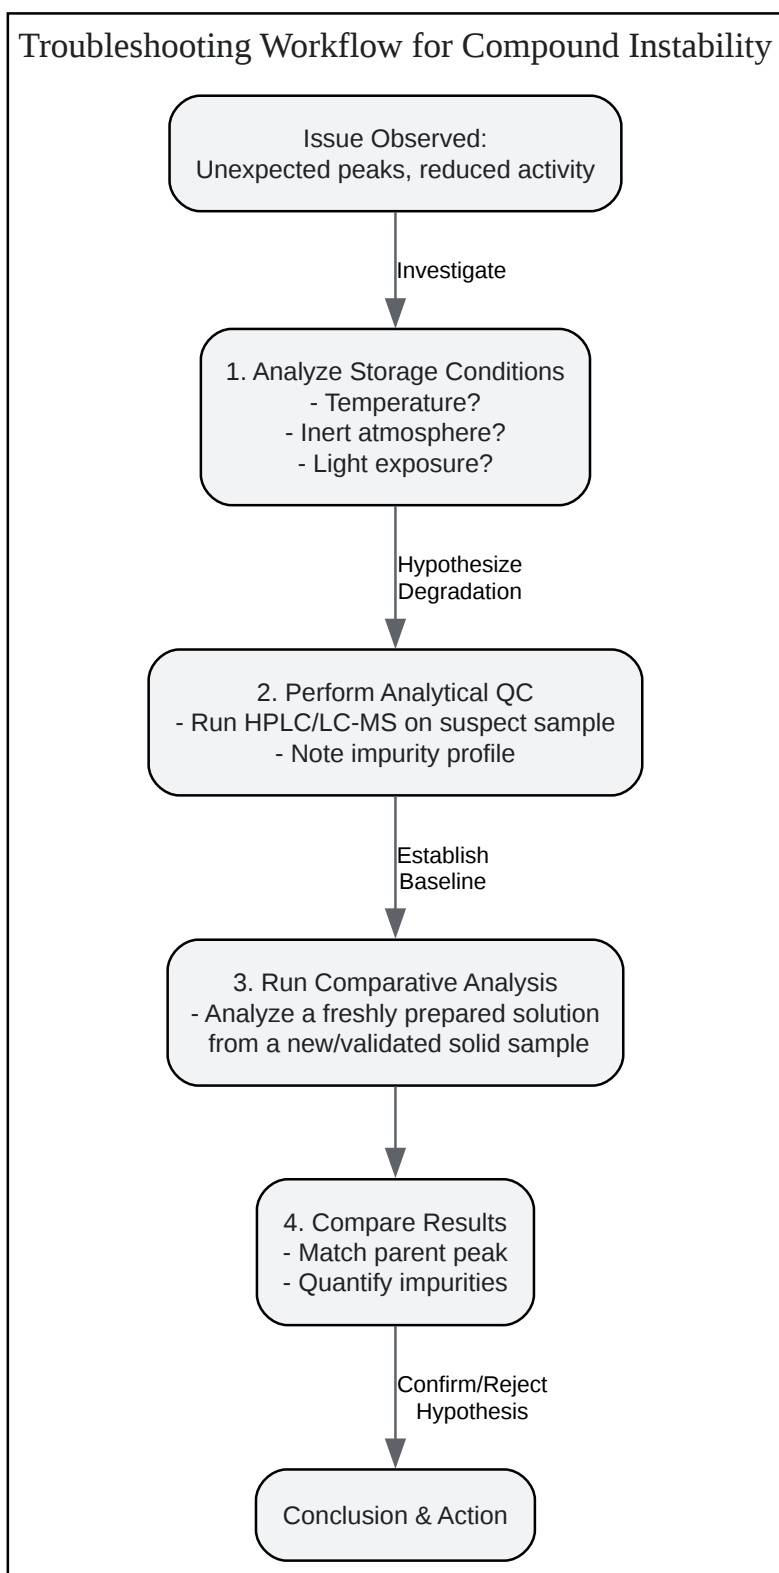 Troubleshooting Workflow for Compound Instability
Issue Observed:
Unexpected peaks, reduced activity
Investigate
1. Analyze Storage Conditions
- Temperature?
- Inert atmosphere?
- Light exposure?
Hypothesize
Degradation
2. Perform Analytical QC
- Run HPLC/LC-MS on suspect sample
- Note impurity profile
Establish
Baseline
3. Run Comparative Analysis
- Analyze a freshly prepared solution
from a new/validated solid sample
4. Compare Results
- Match parent peak
- Quantify impurities
Confirm/Reject
Hypothesis
Conclusion & Action